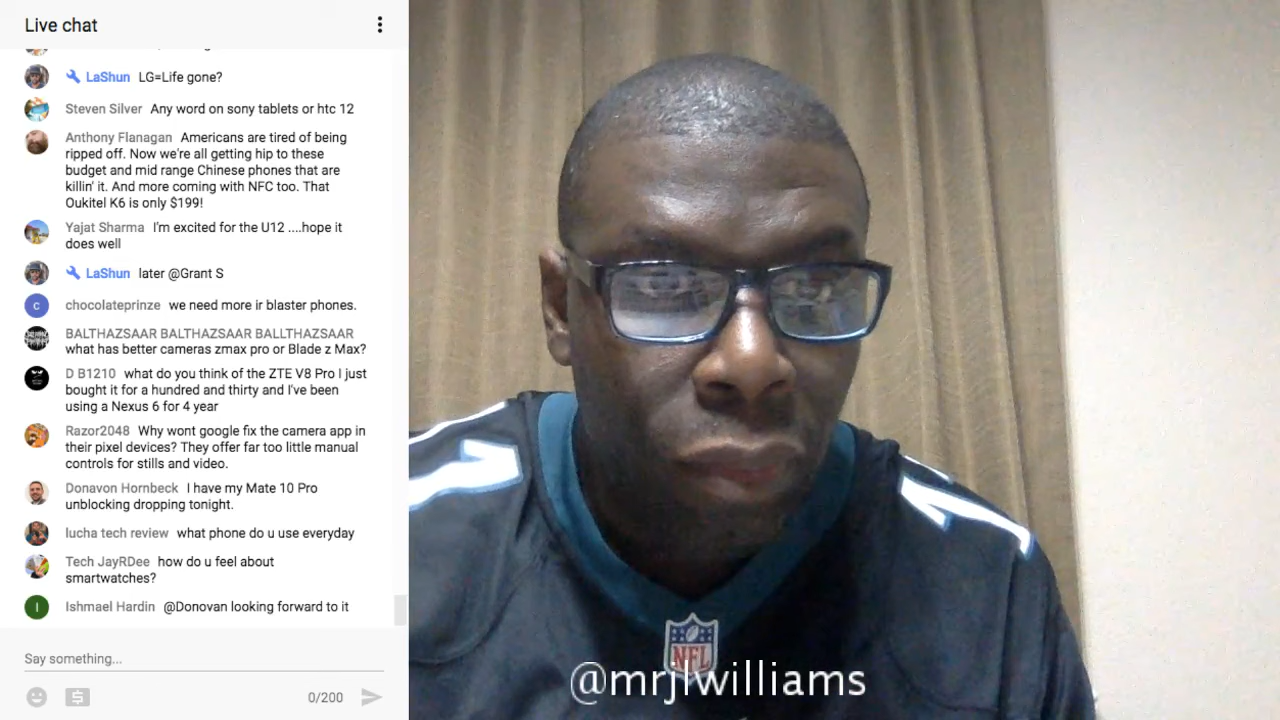 Live chat
LaShun LG=Life gone?
Steven Silver Any word on sony tablets or htc 12
Anthony Flanagan Americans are tired of being
ripped off. Now we're all getting hip to these
budget and mid range Chinese phones that are
killin' it. And more coming with NFC too. That
Oukitel K6 is only $199!
Yajat Sharma I'm excited for the U12 ....hope it
does well
LaShun later @Grant S
c chocolateprinze we need more ir blaster phones.
BALTHAZSAAR BALTHAZSAAR BALLTHAZSAAR
what has better cameras zmax pro or Blade z Max?
D B1210 what do you think of the ZTE V8 Pro I just
bought it for a hundred and thirty and I've been
using a Nexus 6 for 4 year
Razor2048 Why wont google fix the camera app in
their pixel devices? They offer far too little manual
controls for stills and video.
Donavon Hornbeck I have my Mate 10 Pro
unblocking dropping tonight.
lucha tech review what phone do u use everyday
Tech JayRDee how do u feel about
smartwatches?
I Ishmael Hardin @Donovan looking forward to it
Say something...
0/200
NFL
@mrjlwilliams